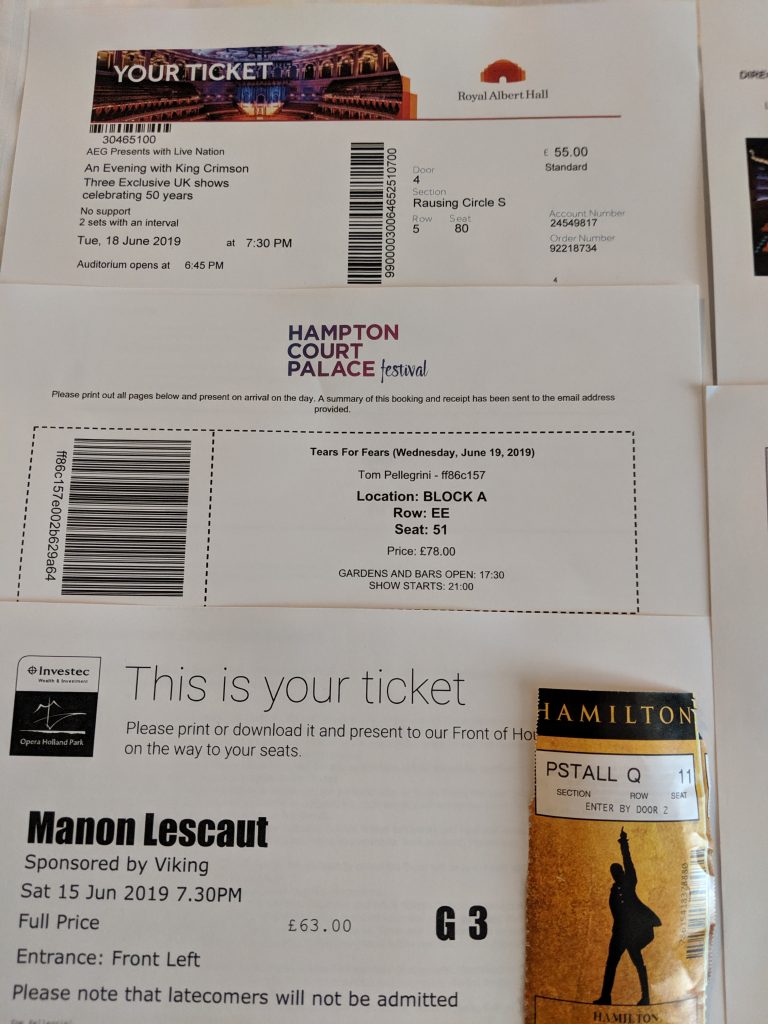 YOUR TICKET
Royal Albert Hall
30465100
AEG Presents with Live Nation
An Evening with King Crimson
Three Exclusive UK shows
celebrating 50 years
No support
2 sets with an interval
Tue, 18 June 2019 at 7:30 PM
Auditorium opens at 6:45 PM
9900003000646525 10700
Door
4
Section
Rausing Circle S
Row Seat
5 80
£ 55.00
Standard
Account Number
24549817
Order Number
92218734
4
HAMPTON
COURT
PALACE festival
Please print out all pages below and present on arrival on the day. A summary of this booking and receipt has been sent to the email address
provided.
ff86c157e002b629a64
Tears For Fears (Wednesday, June 19, 2019)
Tom Pellegrini - ff86c157
Location: BLOCK A
Row: EE
Seat: 51
Price: £78.00
GARDENS AND BARS OPEN: 17:30
SHOW STARTS: 21:00
Investec
Wealth & Investment
Opera Holland Park
This is your ticket
Please print or download it and present to our Front of Hou
on the way to your seats.
Manon Lescaut
Sponsored by Viking
Sat 15 Jun 2019 7.30PM
Full Price £63.00 G 3
Entrance: Front Left
Please note that latecomers will not be admitted
Tom Pellegrini
HAMILTON
PSTALL Q 11
SECTION ROW SEAT
ENTER BY DOOR 2
HAMILTON
DIRE